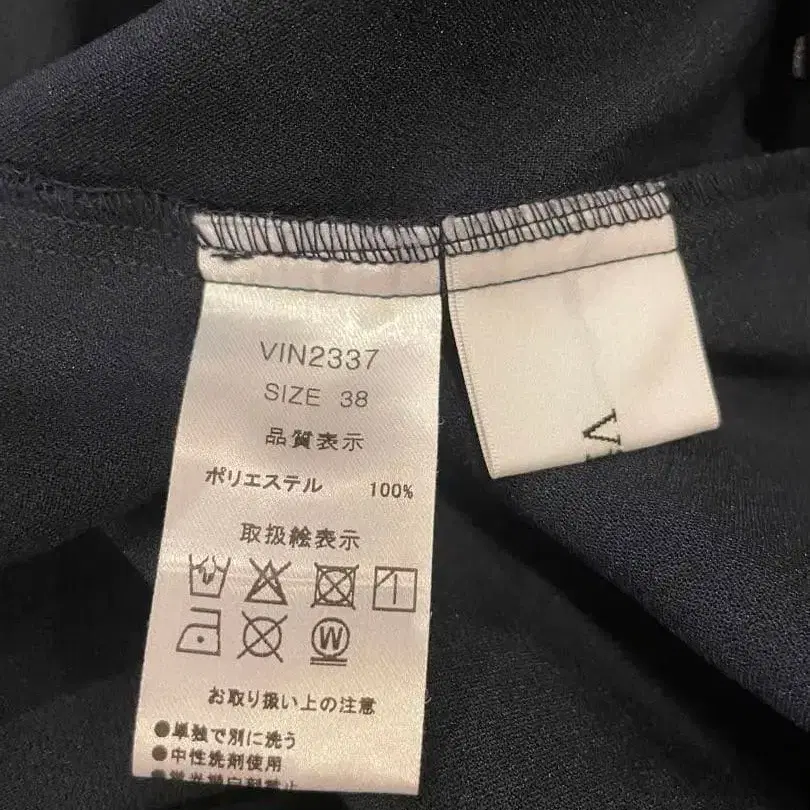 VIN2337
SIZE 38
品質表示
ポリエステル 100%
取扱絵表示
W
お取り扱い上の注意
●単独で別に洗う
●中性洗剤使用